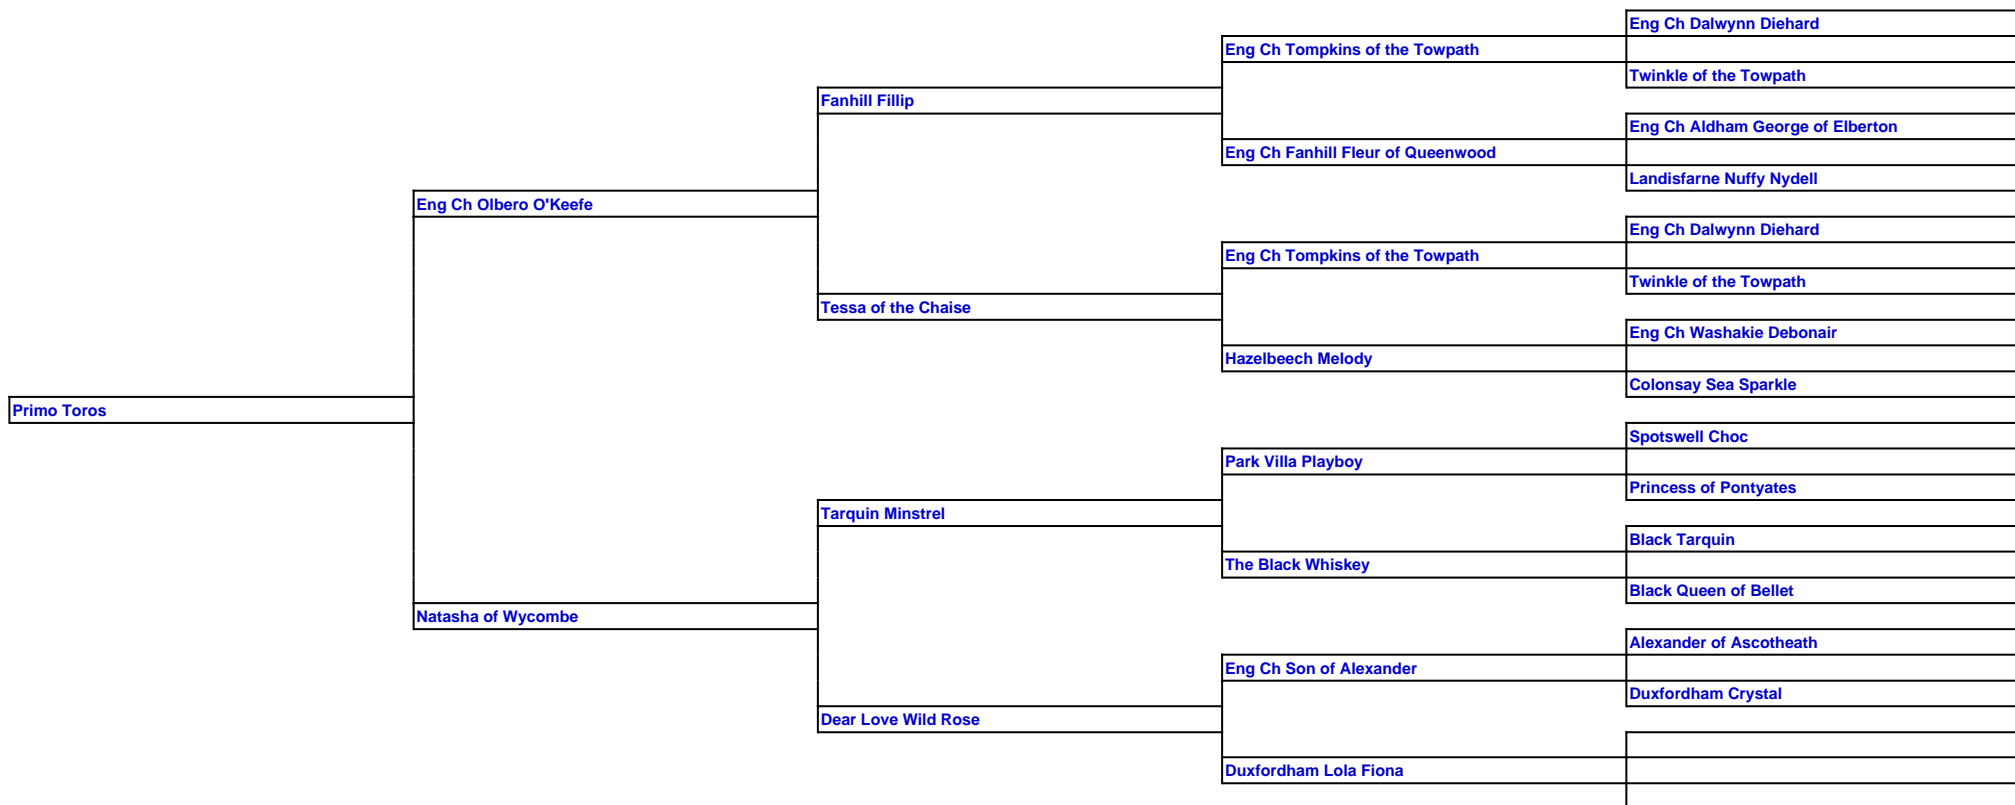 Eng Ch Dalwynn Diehard
Eng Ch Tompkins of the Towpath
Twinkle of the Towpath
Fanhill Fillip
Eng Ch Aldham George of Elberton
Eng Ch Fanhill Fleur of Queenwood
Landisfarne Nuffy Nydell
Eng Ch Olbero O'Keefe
Eng Ch Dalwynn Diehard
Eng Ch Tompkins of the Towpath
Twinkle of the Towpath
Tessa of the Chaise
Eng Ch Washakie Debonair
Hazelbeech Melody
Colonsay Sea Sparkle
Primo Toros
Spotswell Choc
Park Villa Playboy
Princess of Pontyates
Tarquin Minstrel
Black Tarquin
The Black Whiskey
Black Queen of Bellet
Natasha of Wycombe
Alexander of Ascotheath
Eng Ch Son of Alexander
Duxfordham Crystal
Dear Love Wild Rose
Duxfordham Lola Fiona